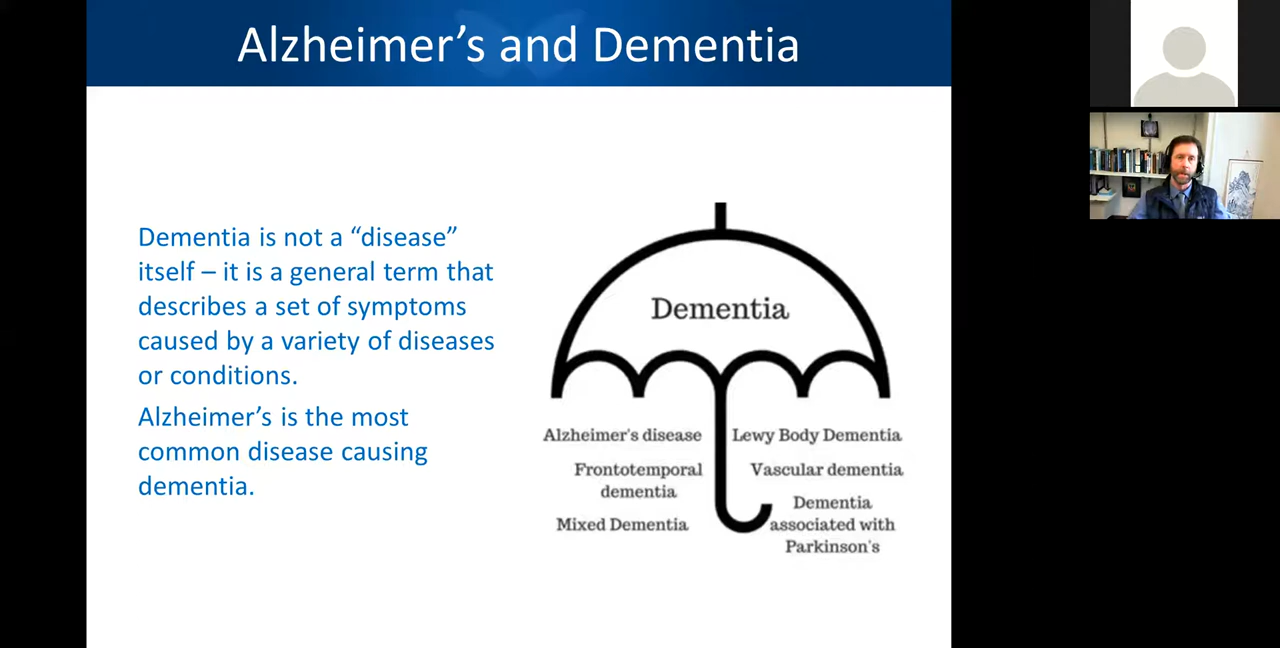 Alzheimer’s and Dementia
Dementia is not a “disease”
itself – it is a general term that
describes a set of symptoms
caused by a variety of diseases
or conditions.
Alzheimer’s is the most
common disease causing
dementia.
Dementia
Alzheimer's disease
Frontotemporal
dementia
Mixed Dementia
Lewy Body Dementia
Vascular dementia
Dementia
associated with
Parkinson's